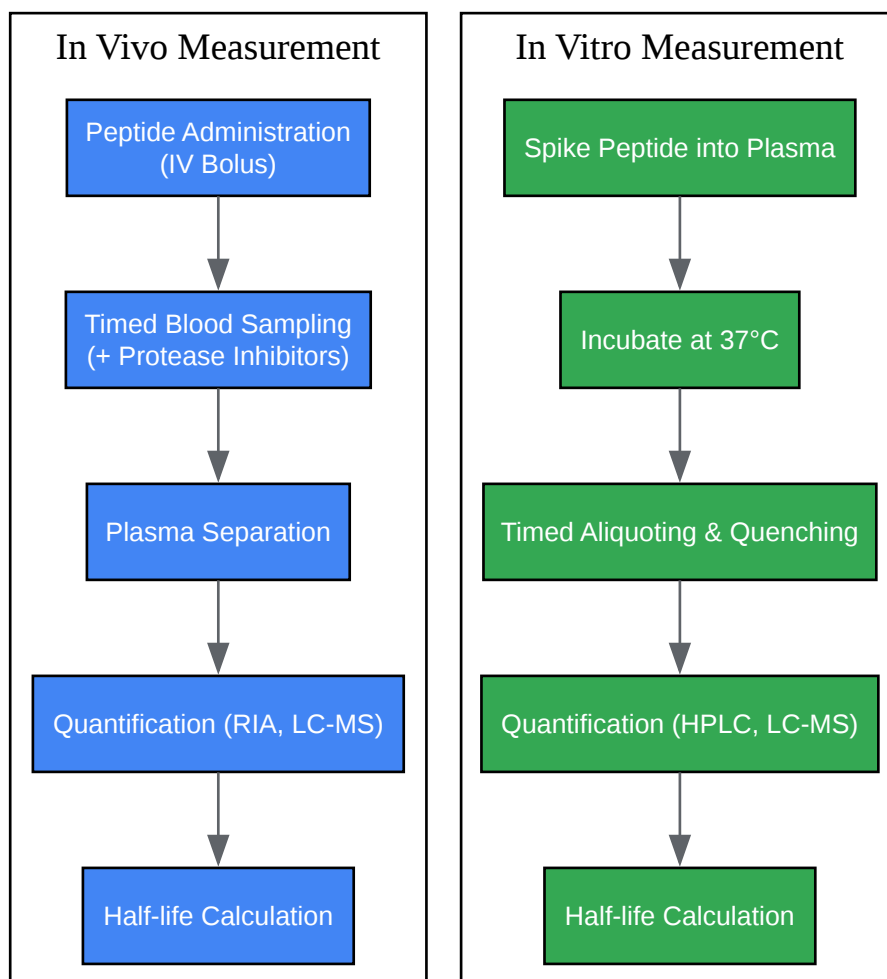 In Vivo Measurement
Peptide Administration
(IV Bolus)
Timed Blood Sampling
(+ Protease Inhibitors)
Plasma Separation
Quantification (RIA, LC-MS)
Half-life Calculation
In Vitro Measurement
Spike Peptide into Plasma
Incubate at 37°C
Timed Aliquoting & Quenching
Quantification (HPLC, LC-MS)
Half-life Calculation